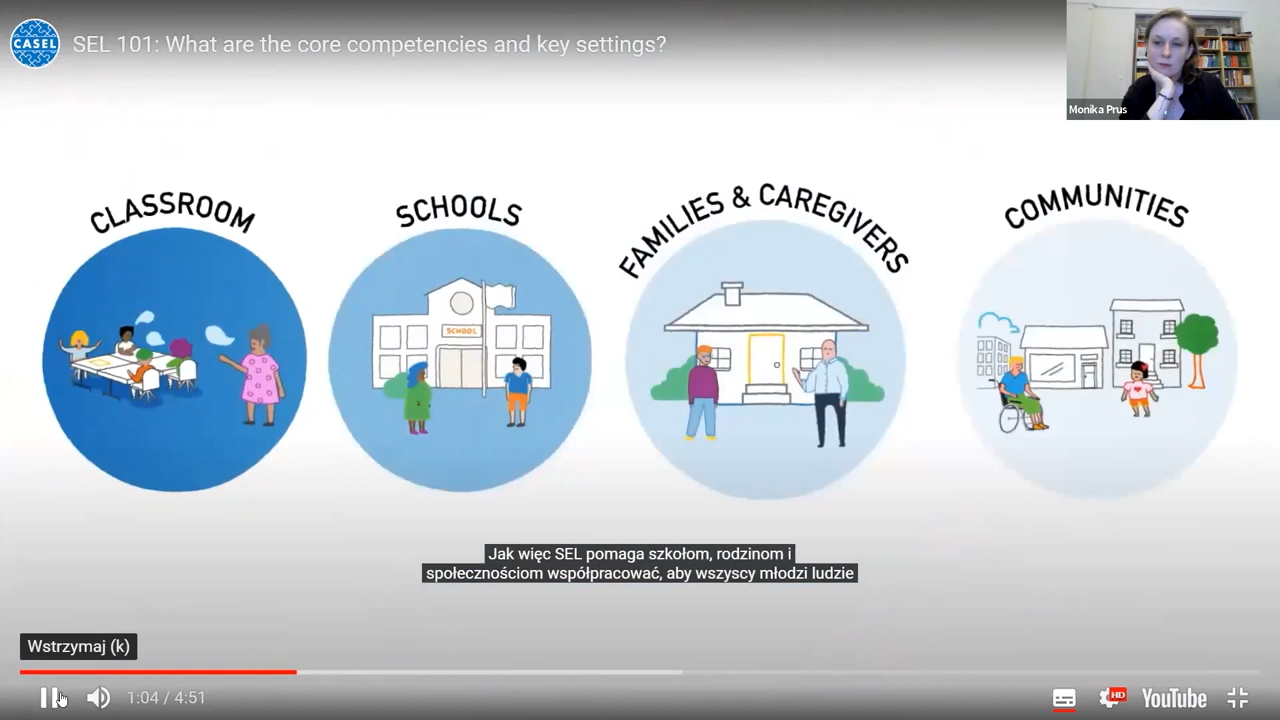 CASEL
SEL 101: What are the core competencies and key settings?
Monika Prus
CLASSROOM
SCHOOLS
FAMILIES & CAREGIVERS
COMMUNITIES
SCHOOL
Jak więc SEL pomaga szkołom, rodzinom i
społecznościom współpracować, aby wszyscy młodzi ludzie
Wstrzymaj (k)
1:04 / 4:51
HD
YouTube